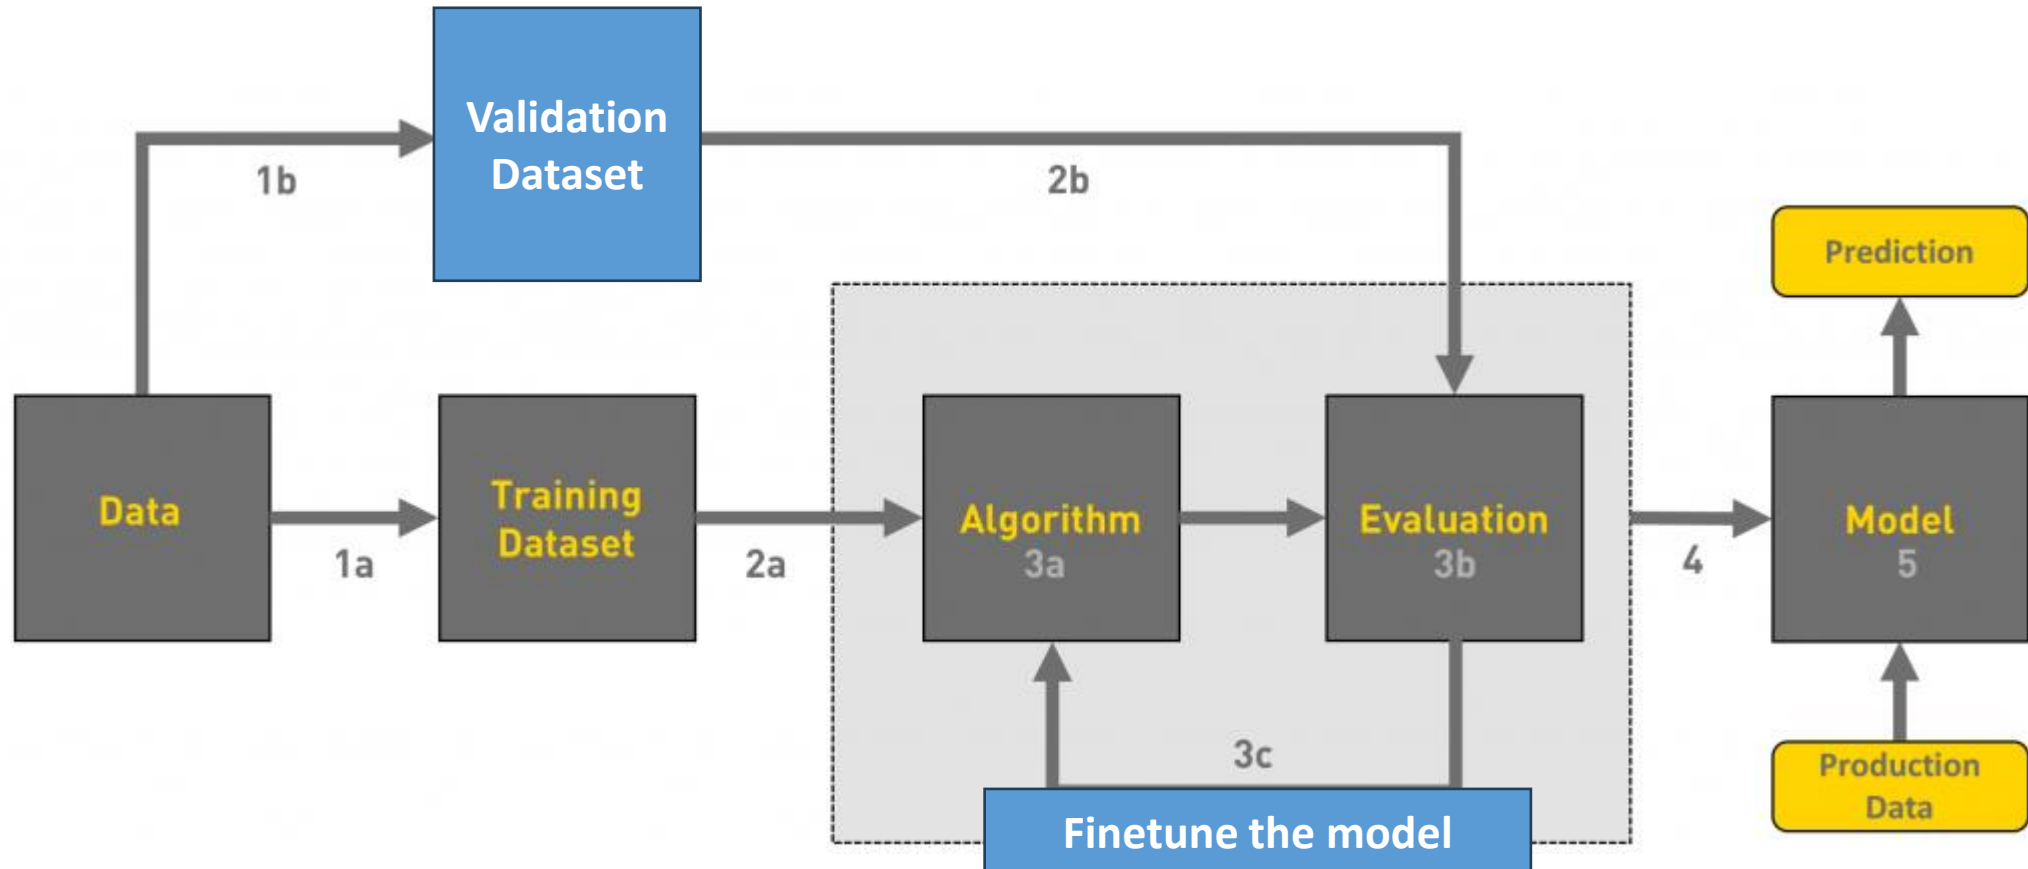 Validation
Dataset
1b
2b
Prediction
Data
Training
Dataset
Algorithm
3a
Evaluation
3b
Model
5
1a
2a
4
3c
Finetune the model
Production
Data